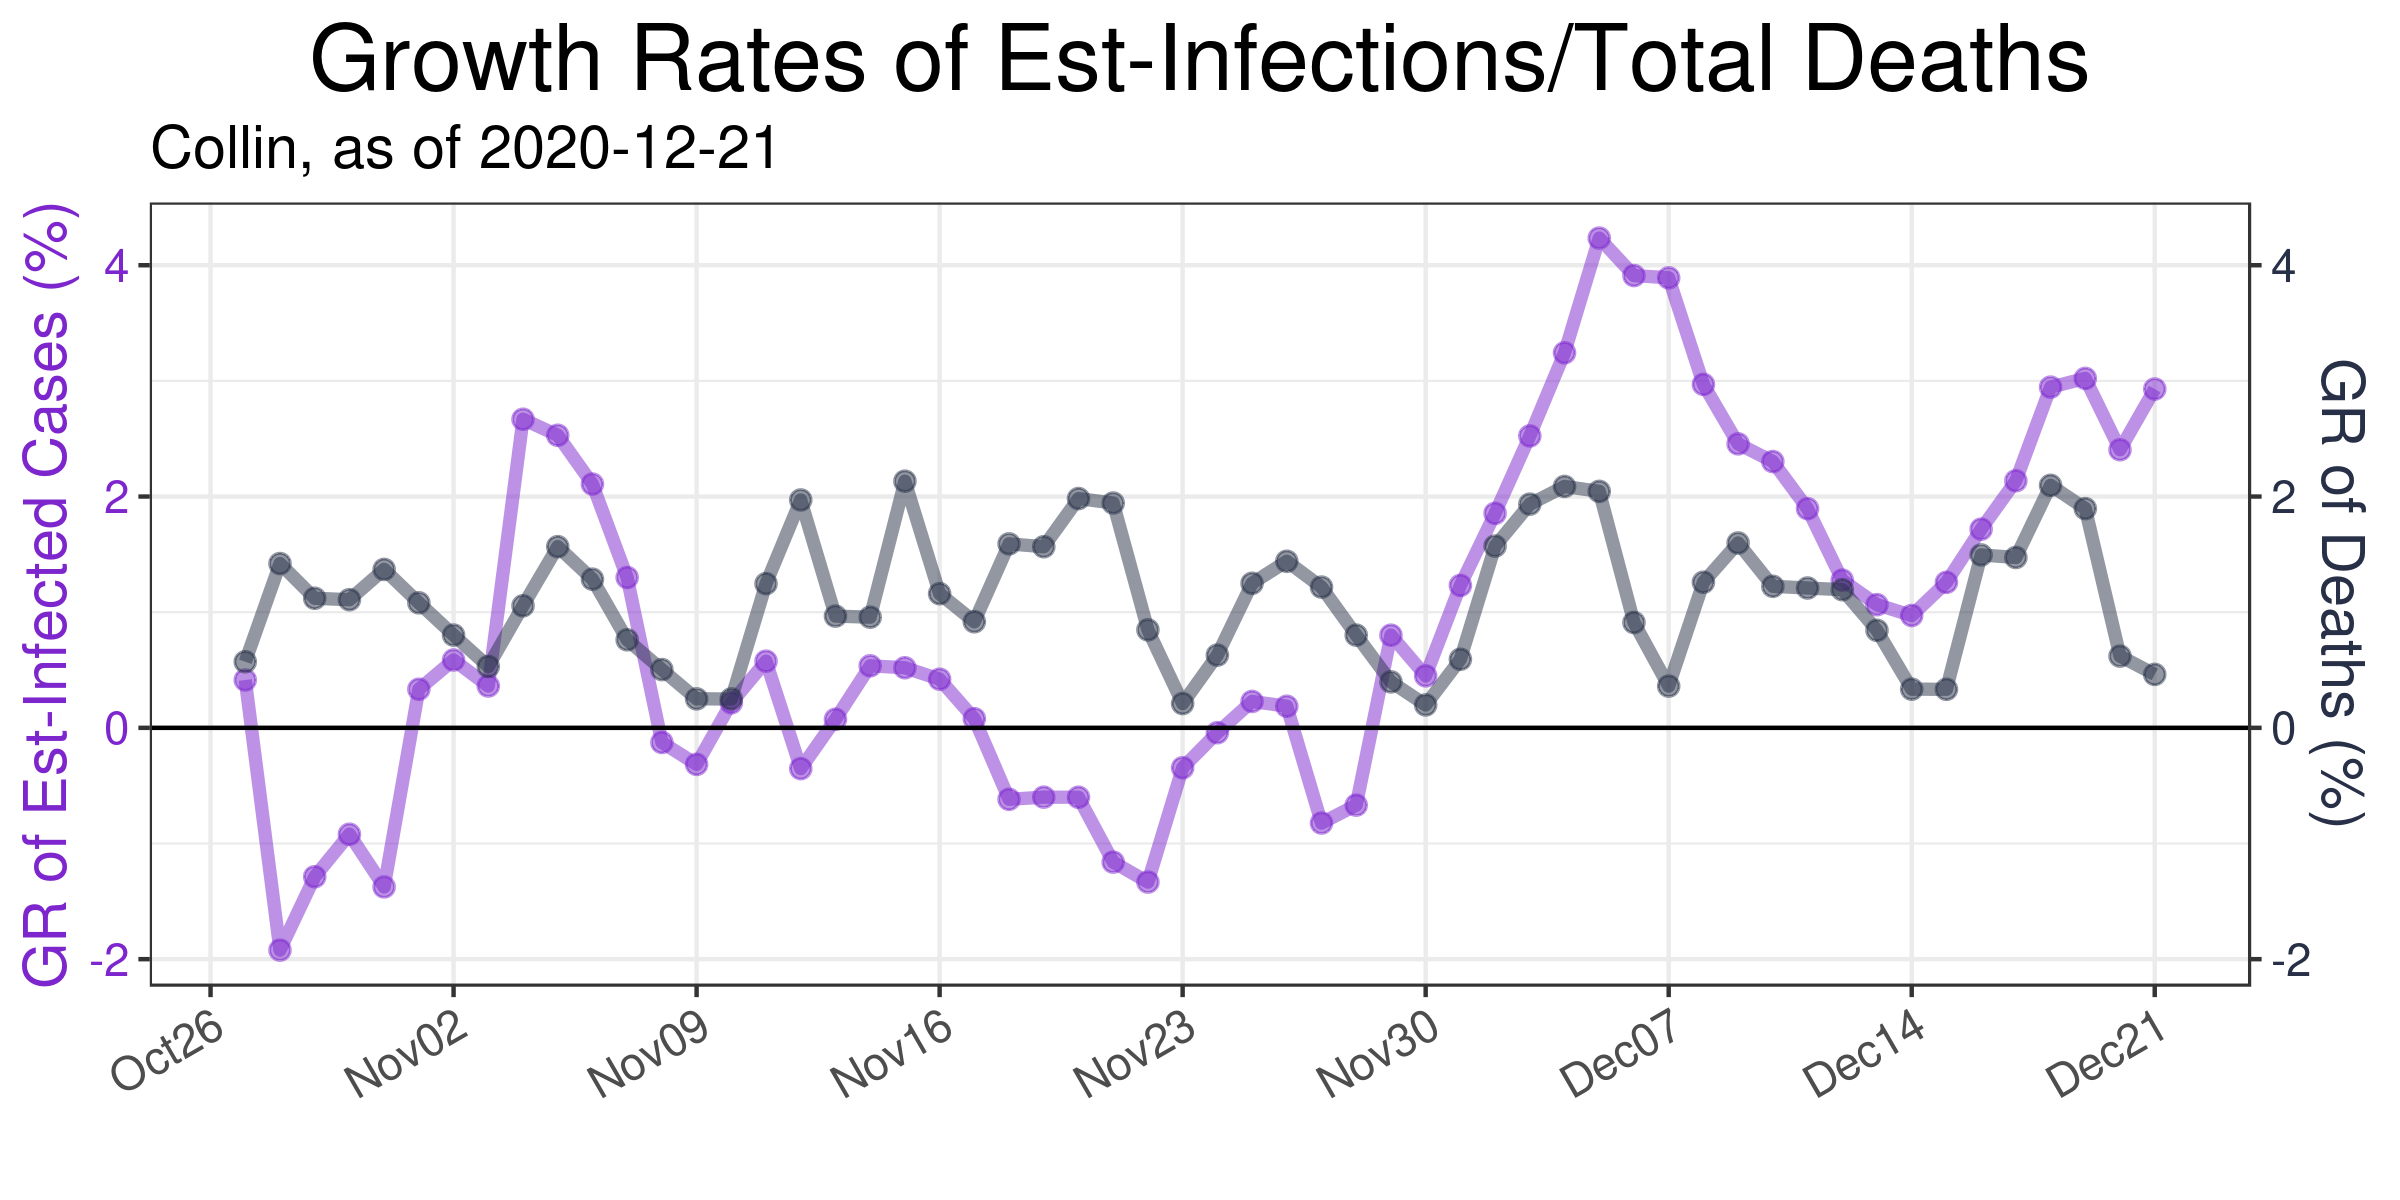 Growth Rates of Est-Infections/Total Deaths
Collin, as of 2020-12-21
GR of Est-Infected Cases (%)
4
2
0
-2
4
2
0
-2
GR of Deaths (%)
Oct26
Nov02
Nov09
Nov16
Nov23
Nov30
Dec07
Dec14
Dec21